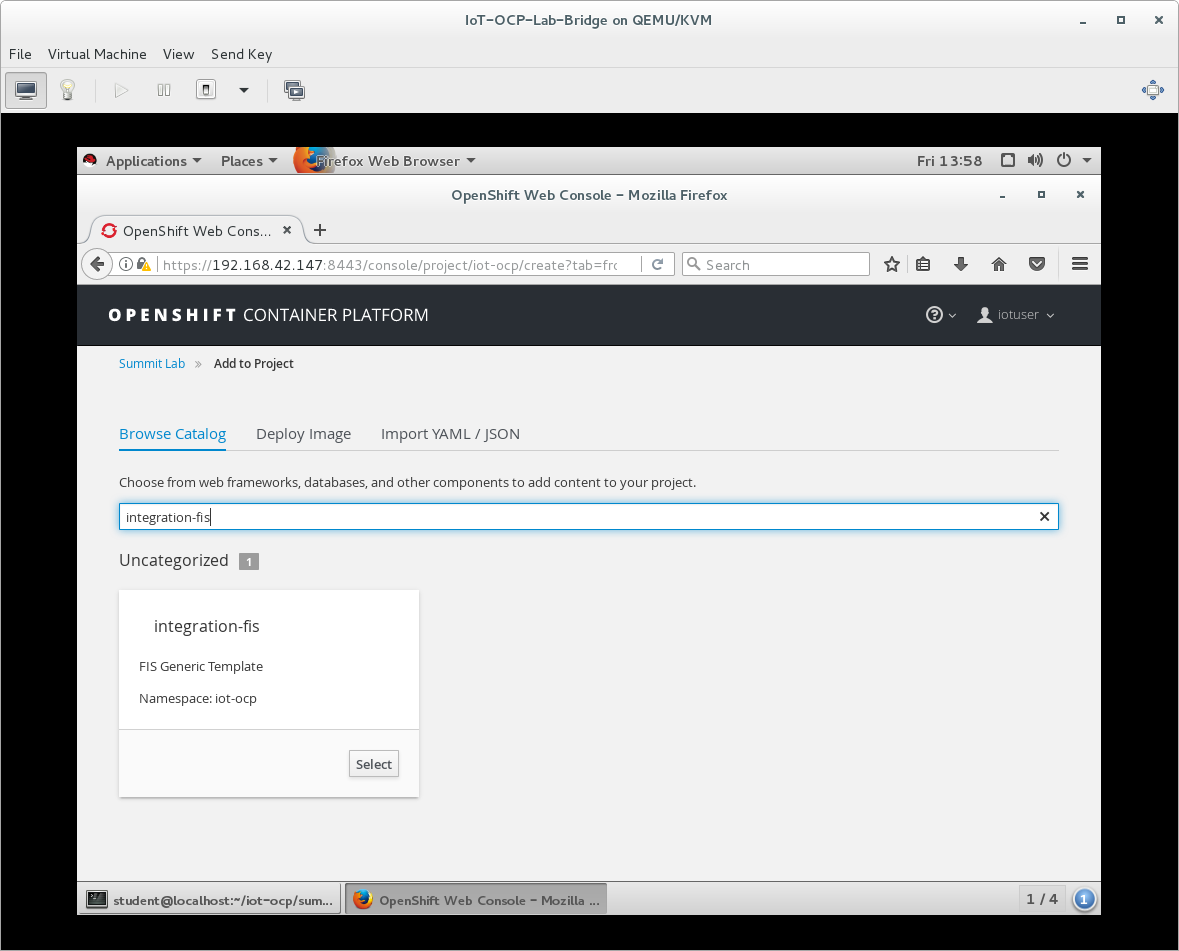 IoT-OCP-Lab-Bridge on QEMU/KVM
File Virtual Machine View Send Key
Applications Places Firefox Web Browser Fri 13:58
OpenShift Web Console - Mozilla Firefox
OpenShift Web Cons...
https://192.168.42.147:8443/console/project/iot-ocp/create?tab=frc Search
OPENSHIFT CONTAINER PLATFORM iotuser
Summit Lab » Add to Project
Browse Catalog Deploy Image Import YAML / JSON
Choose from web frameworks, databases, and other components to add content to your project.
integration-fis
Uncategorized 1
integration-fis
FIS Generic Template
Namespace: iot-ocp
Select
student@localhost:~/iot-ocp/sum... OpenShift Web Console - Mozilla ... 1 / 4 1